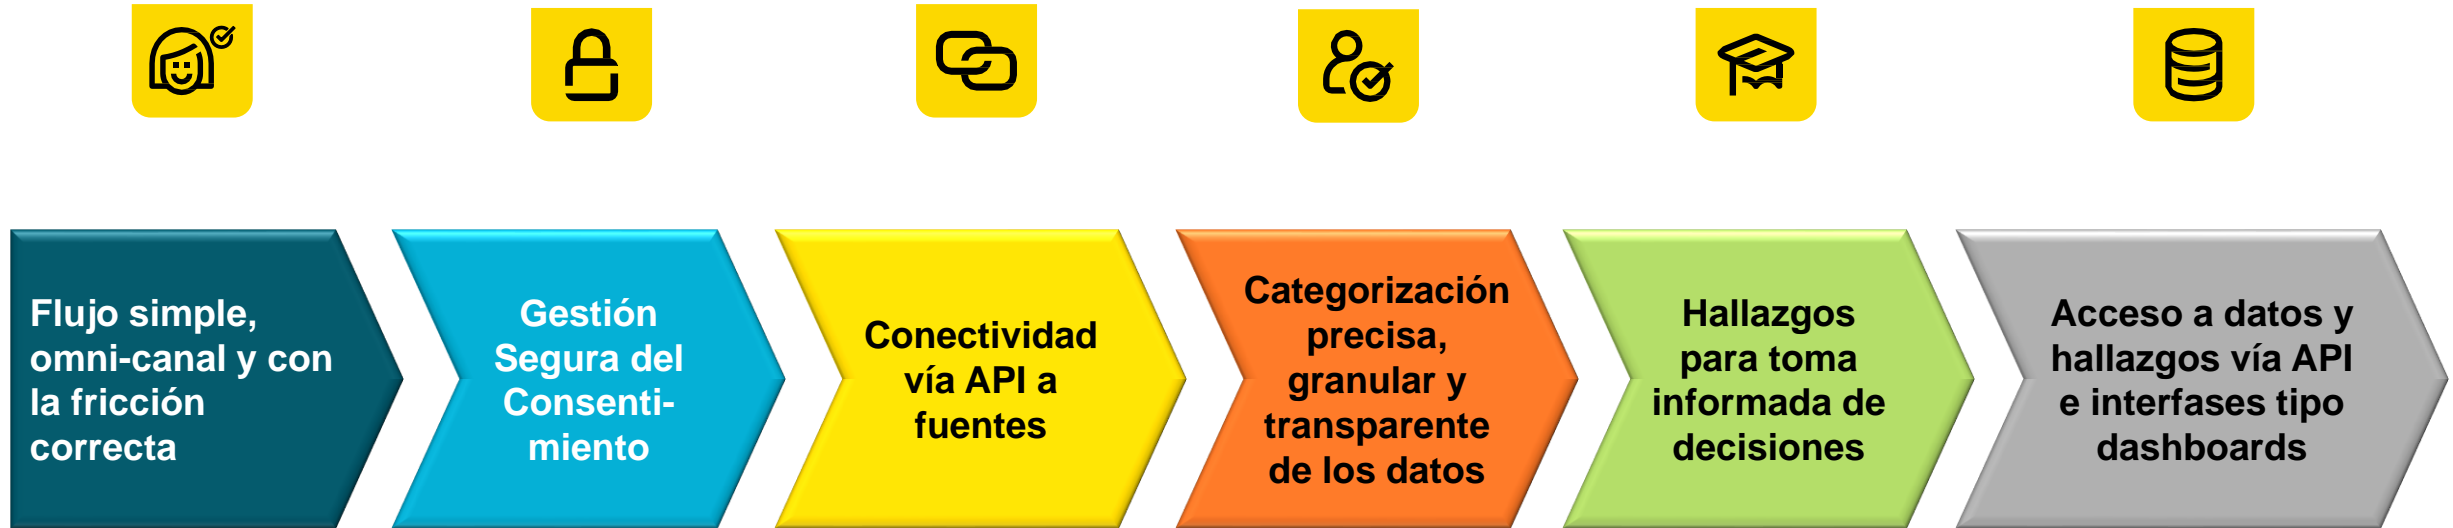 Flujo simple,
omni-canal y con
la fricción
correcta
Gestión
Segura del
Consenti-
miento
Conectividad
vía API a
fuentes
Categorización
precisa,
granular y
transparente
de los datos
Hallazgos
para toma
informada de
decisiones
Acceso a datos y
hallazgos vía API
e interfases tipo
dashboards